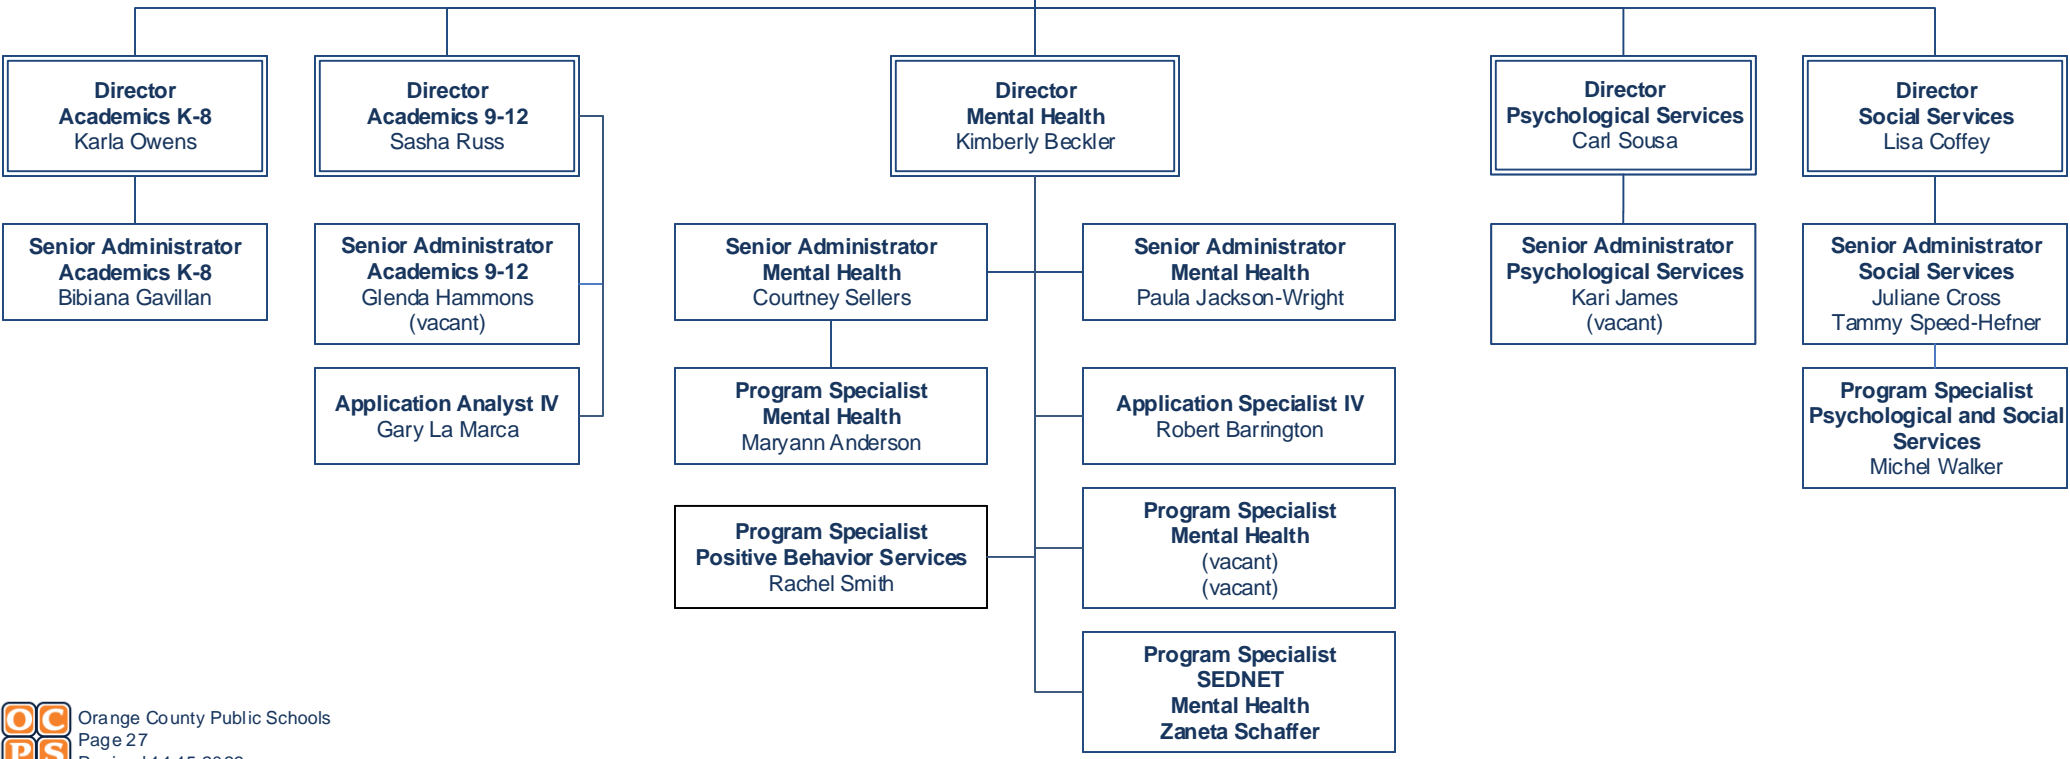 Director
Academics K-8
Karla Owens
Director
Academics 9-12
Sasha Russ
Director
Mental Health
Kimberly Beckler
Director
Psychological Services
Carl Sousa
Director
Social Services
Lisa Coffey
Senior Administrator
Academics K-8
Bibiana Gavillan
Senior Administrator
Academics 9-12
Glenda Hammons
(vacant)
Senior Administrator
Mental Health
Courtney Sellers
Senior Administrator
Mental Health
Paula Jackson-Wright
Senior Administrator
Psychological Services
Kari James
(vacant)
Senior Administrator
Social Services
Juliane Cross
Tammy Speed-Hefner
Application Analyst IV
Gary La Marca
Program Specialist
Mental Health
Maryann Anderson
Application Specialist IV
Robert Barrington
Program Specialist
Psychological and Social
Services
Michel Walker
Program Specialist
Positive Behavior Services
Rachel Smith
Program Specialist
Mental Health
(vacant)
(vacant)
Program Specialist
SEDNET
Mental Health
Zaneta Schaffer
OC
PS
Orange County Public Schools
Page 27